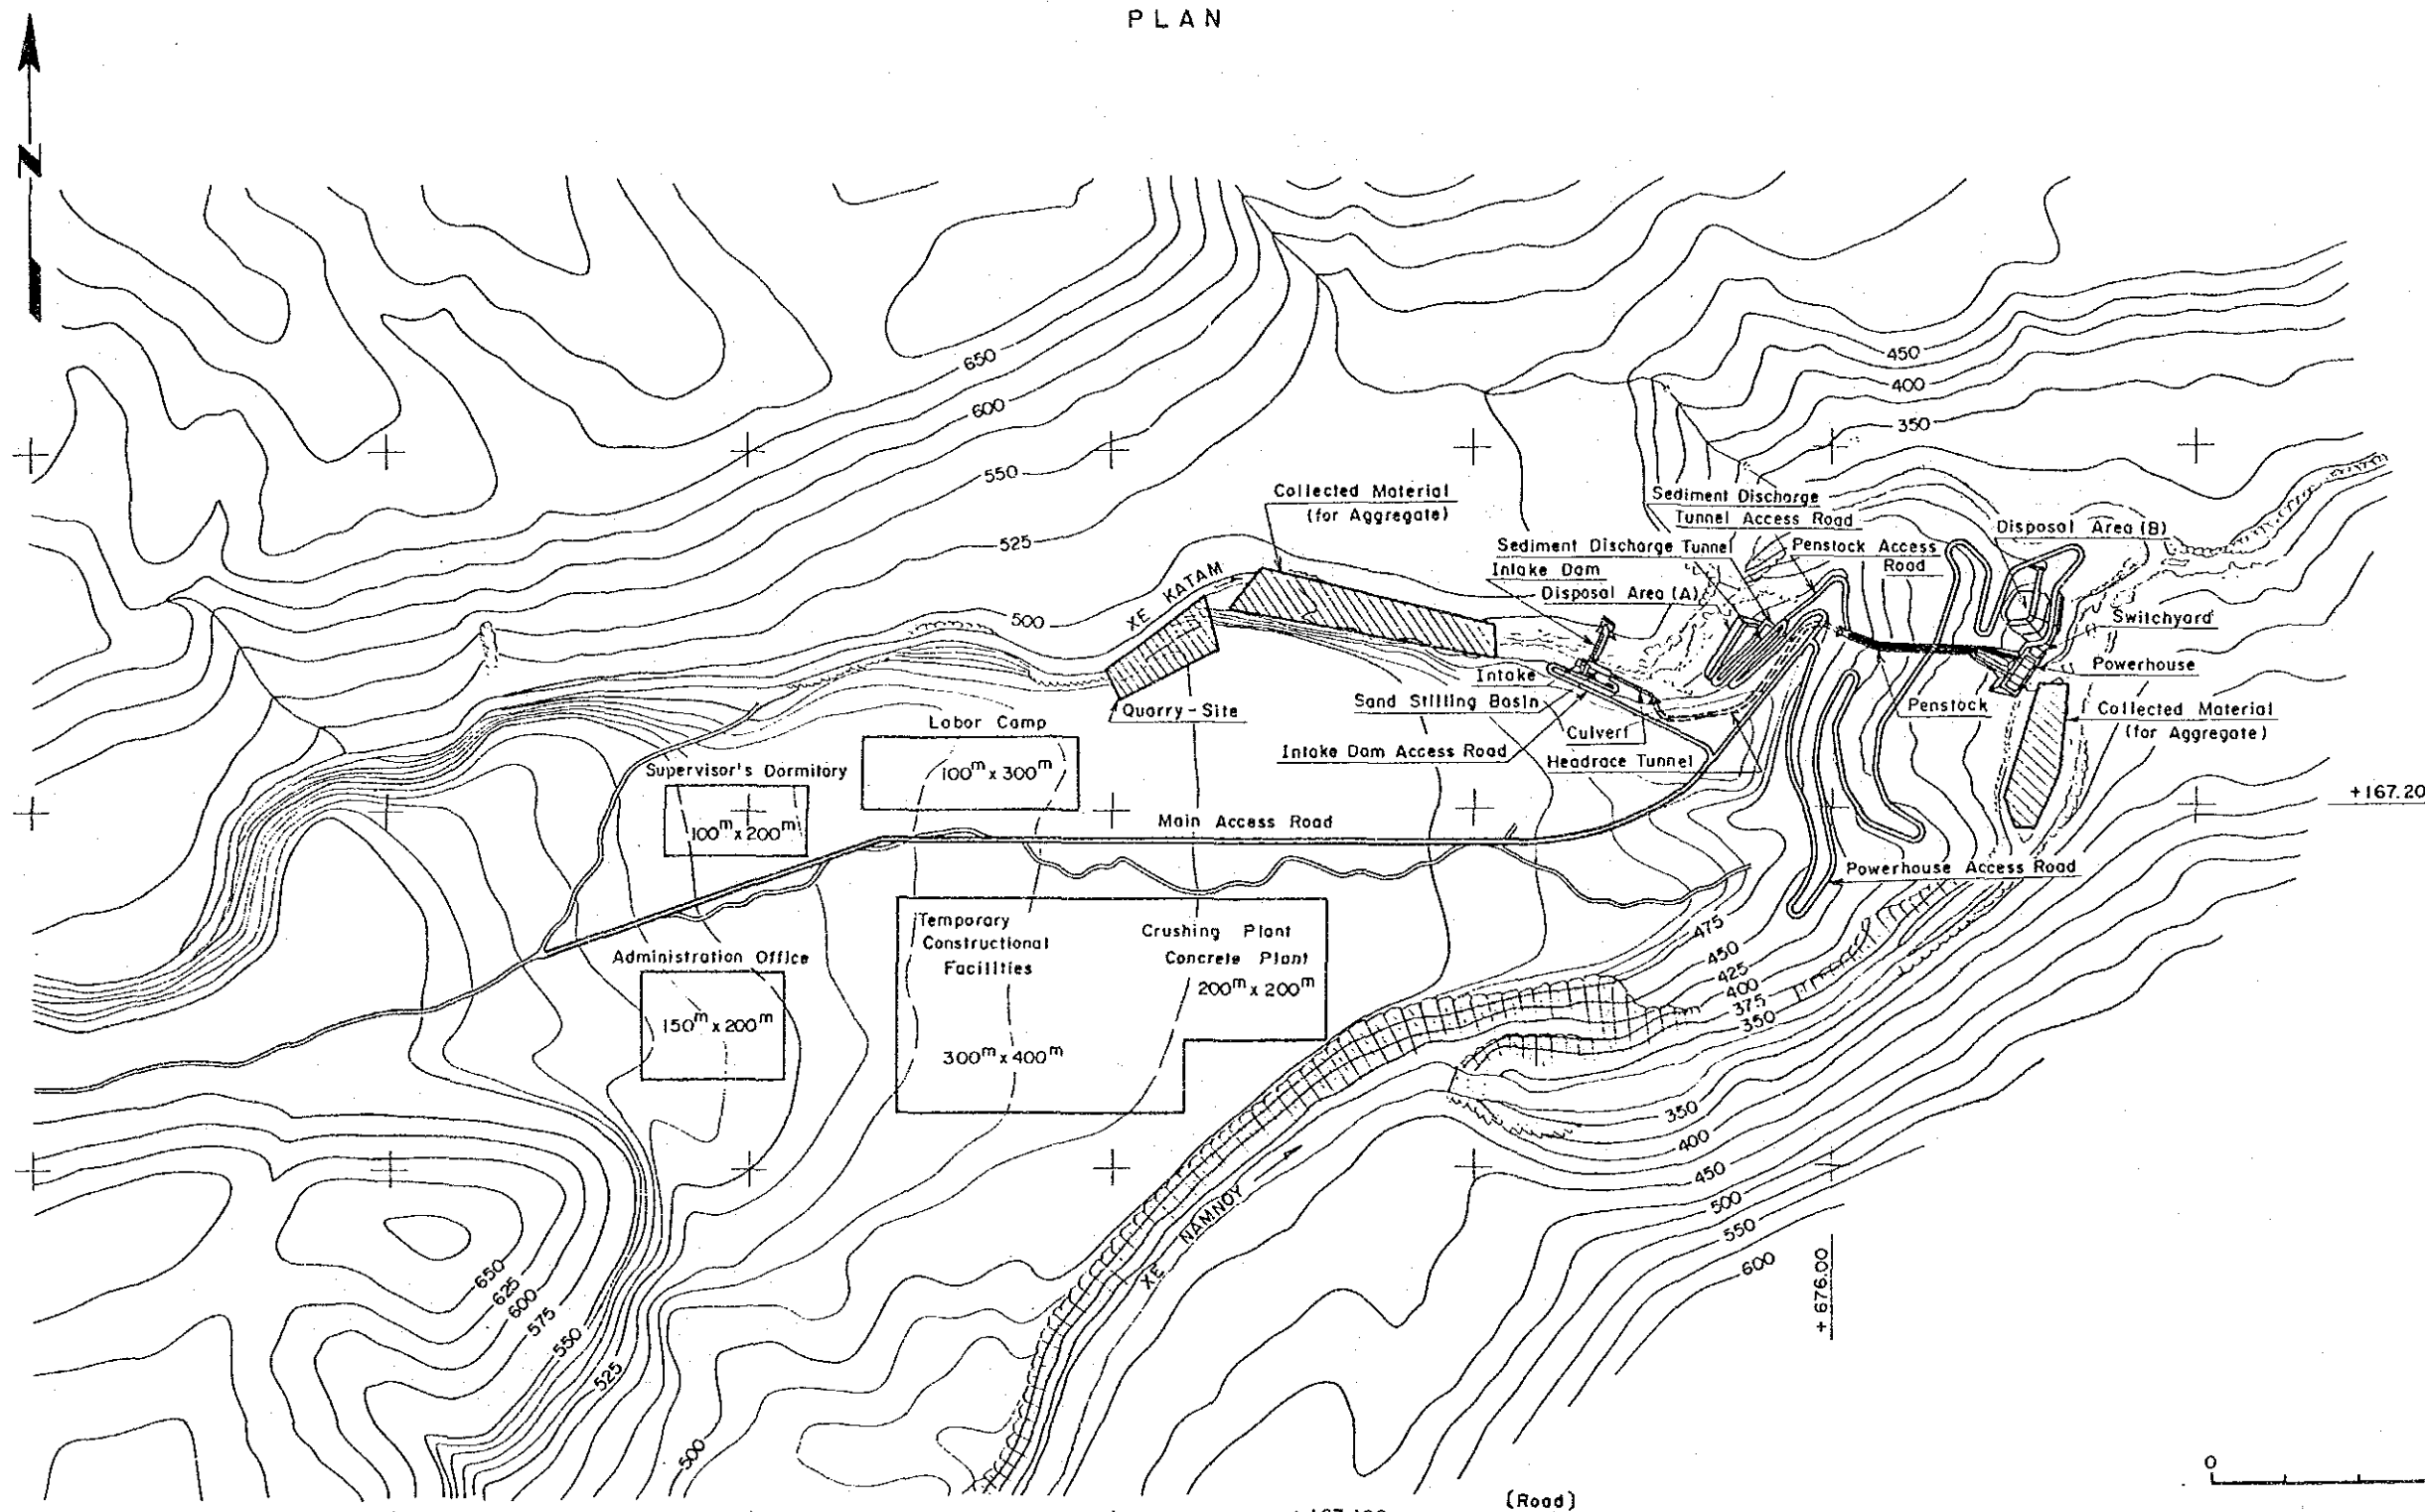 PLAN
N
650
600
550
525
500
450
400
350
Collected Material
(for Aggregate)
Sediment Discharge
Tunnel Access Road
Sediment Discharge Tunnel
Intake Dam
Disposal Area (A)
Penstock Access
Road
Disposal Area (B)
XE KATAM
Switchyard
Powerhouse
Intake
Sand Stilling Basin
Quarry-Site
Penstock
Collected Material
(for Aggregate)
Labor Camp
100m x 300m
Culvert
Intake Dam Access Road
Headrace Tunnel
Supervisor's Dormitory
100m x 200m
+167.20
Main Access Road
Powerhouse Access Road
Temporary
Constructional
Facilities
300m x 400m
Crushing Plant
Concrete Plant
200m x 200m
Administration Office
150m x 200m
475
450
425
400
375
350
350
400
450
500
550
600
XE NAMNOY
+676.00
650
625
600
575
550
525
500
0
(Road)